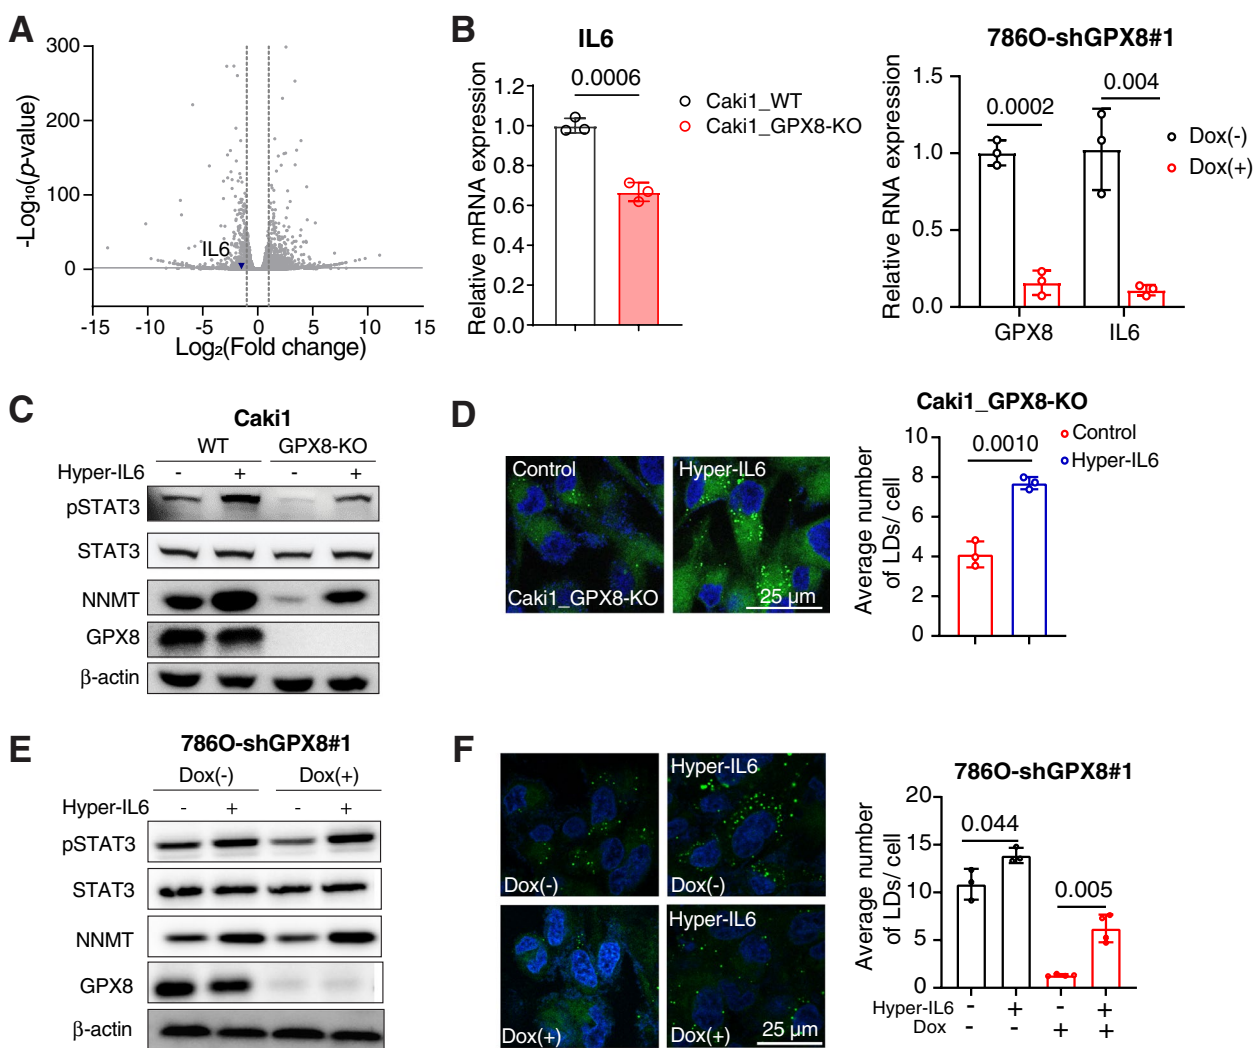 A
300
200
100
0
-Log₁₀(p-value)
IL6
-15 -10 -5 0 5 10 15
Log₂(Fold change)
B
IL6
0.0006
1.2
1.0
0.8
0.6
0.4
0.2
0.0
Relative mRNA expression
Caki1_WT
Caki1_GPX8-KO
786O-shGPX8#1
0.0002
0.004
1.5
1.0
0.5
0.0
Relative RNA expression
GPX8 IL6
Dox(-)
Dox(+)
C
Caki1
WT GPX8-KO
Hyper-IL6 - + - +
pSTAT3
STAT3
NNMT
GPX8
β-actin
D
Control
Caki1_GPX8-KO
Hyper-IL6
25 µm
Caki1_GPX8-KO
0.0010
10
8
6
4
2
0
Average number
of LDs/ cell
Control
Hyper-IL6
E
786O-shGPX8#1
Dox(-) Dox(+)
Hyper-IL6 - + - +
pSTAT3
STAT3
NNMT
GPX8
β-actin
F
Dox(-)
Hyper-IL6
Dox(-)
Dox(+)
Hyper-IL6
Dox(+)
25 µm
786O-shGPX8#1
20
15
10
5
0
Average number
of LDs/ cell
0.044
0.005
Hyper-IL6 - + - +
Dox - - + +